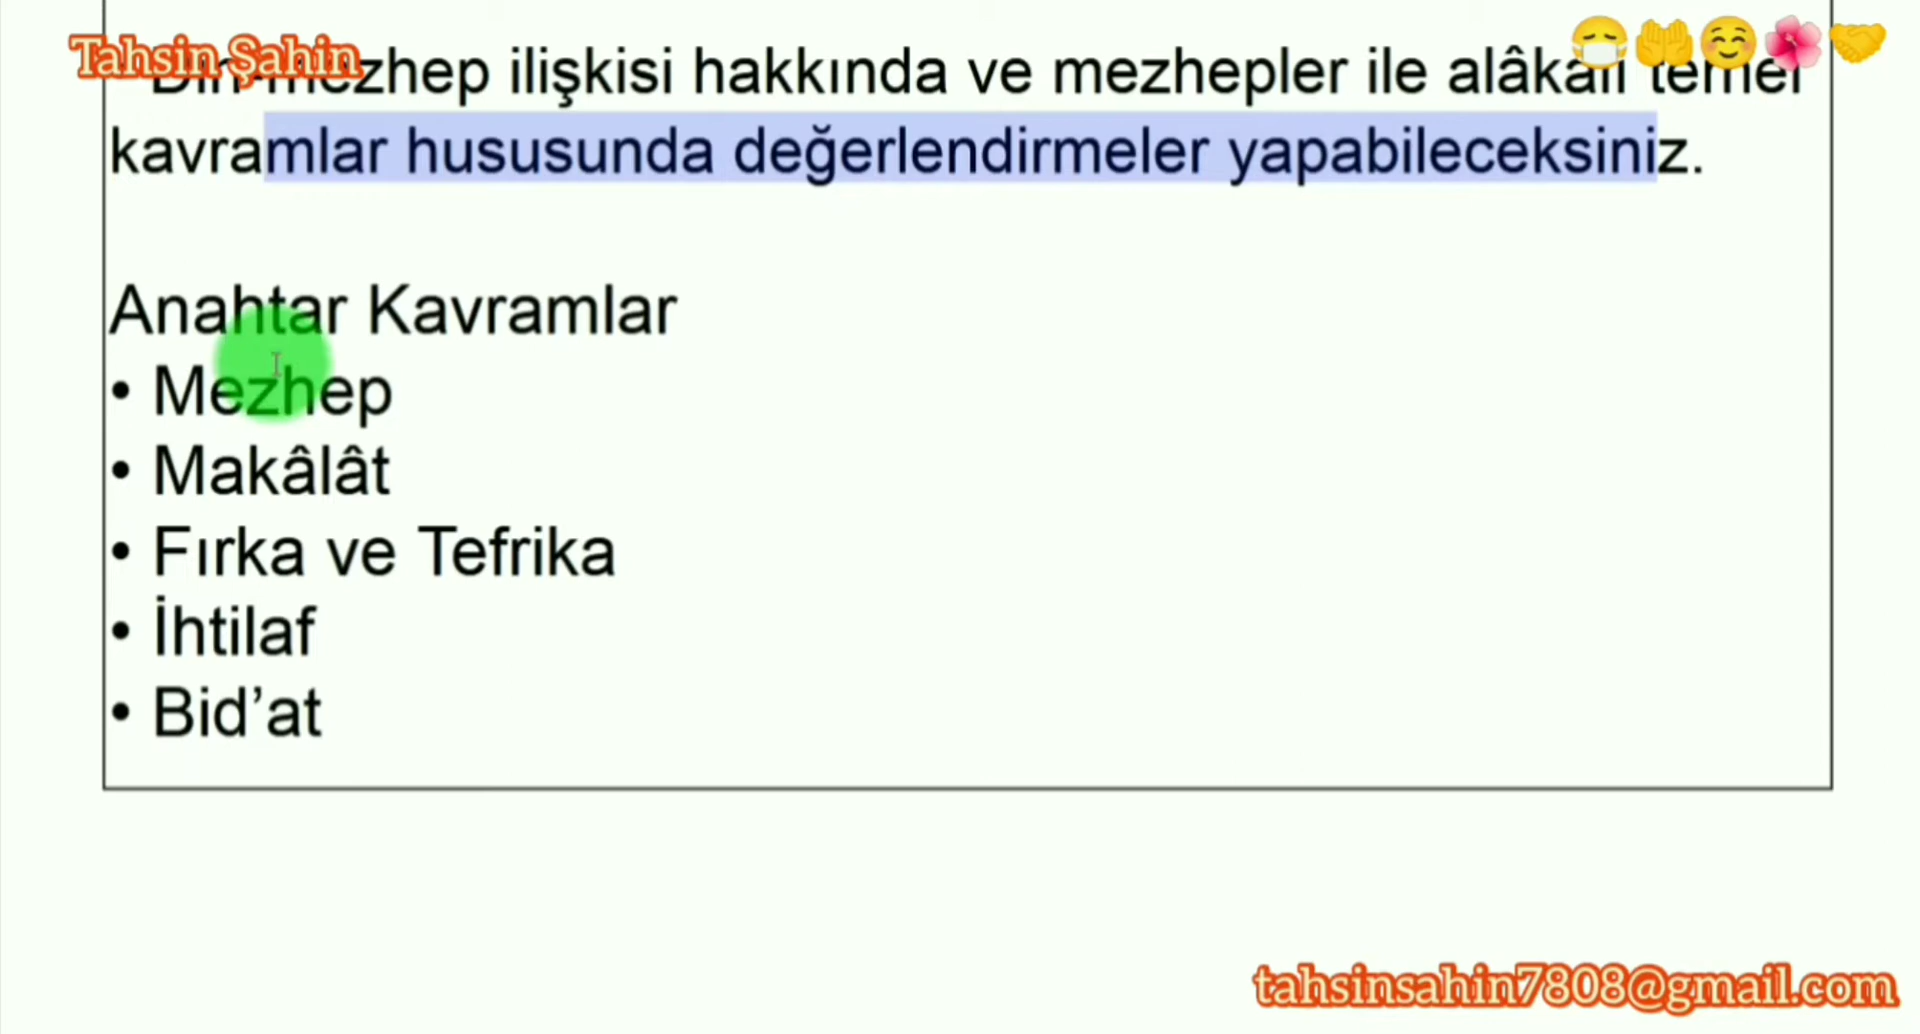 Tahsin Şahin
Din-mezhep ilişkisi hakkında ve mezhepler ile alâkalı temel
kavramlar hususunda değerlendirmeler yapabileceksiniz.
Anahtar Kavramlar
• Mezhep
• Makâlât
• Fırka ve Tefrika
• İhtilaf
• Bid’at
tahsinsahin7808@gmail.com